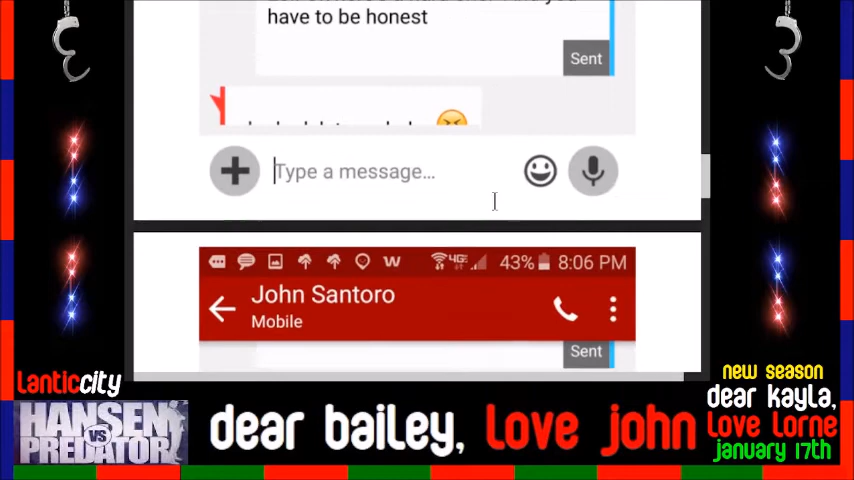 have to be honest
Sent
Type a message...
W
4G
43%
8:06 PM
John Santoro
Mobile
Sent
Lanticcity
HANSEN
VS
PREDATOR
dear bailey, Love john
new season
dear kayla,
Love Lorne
january 17th